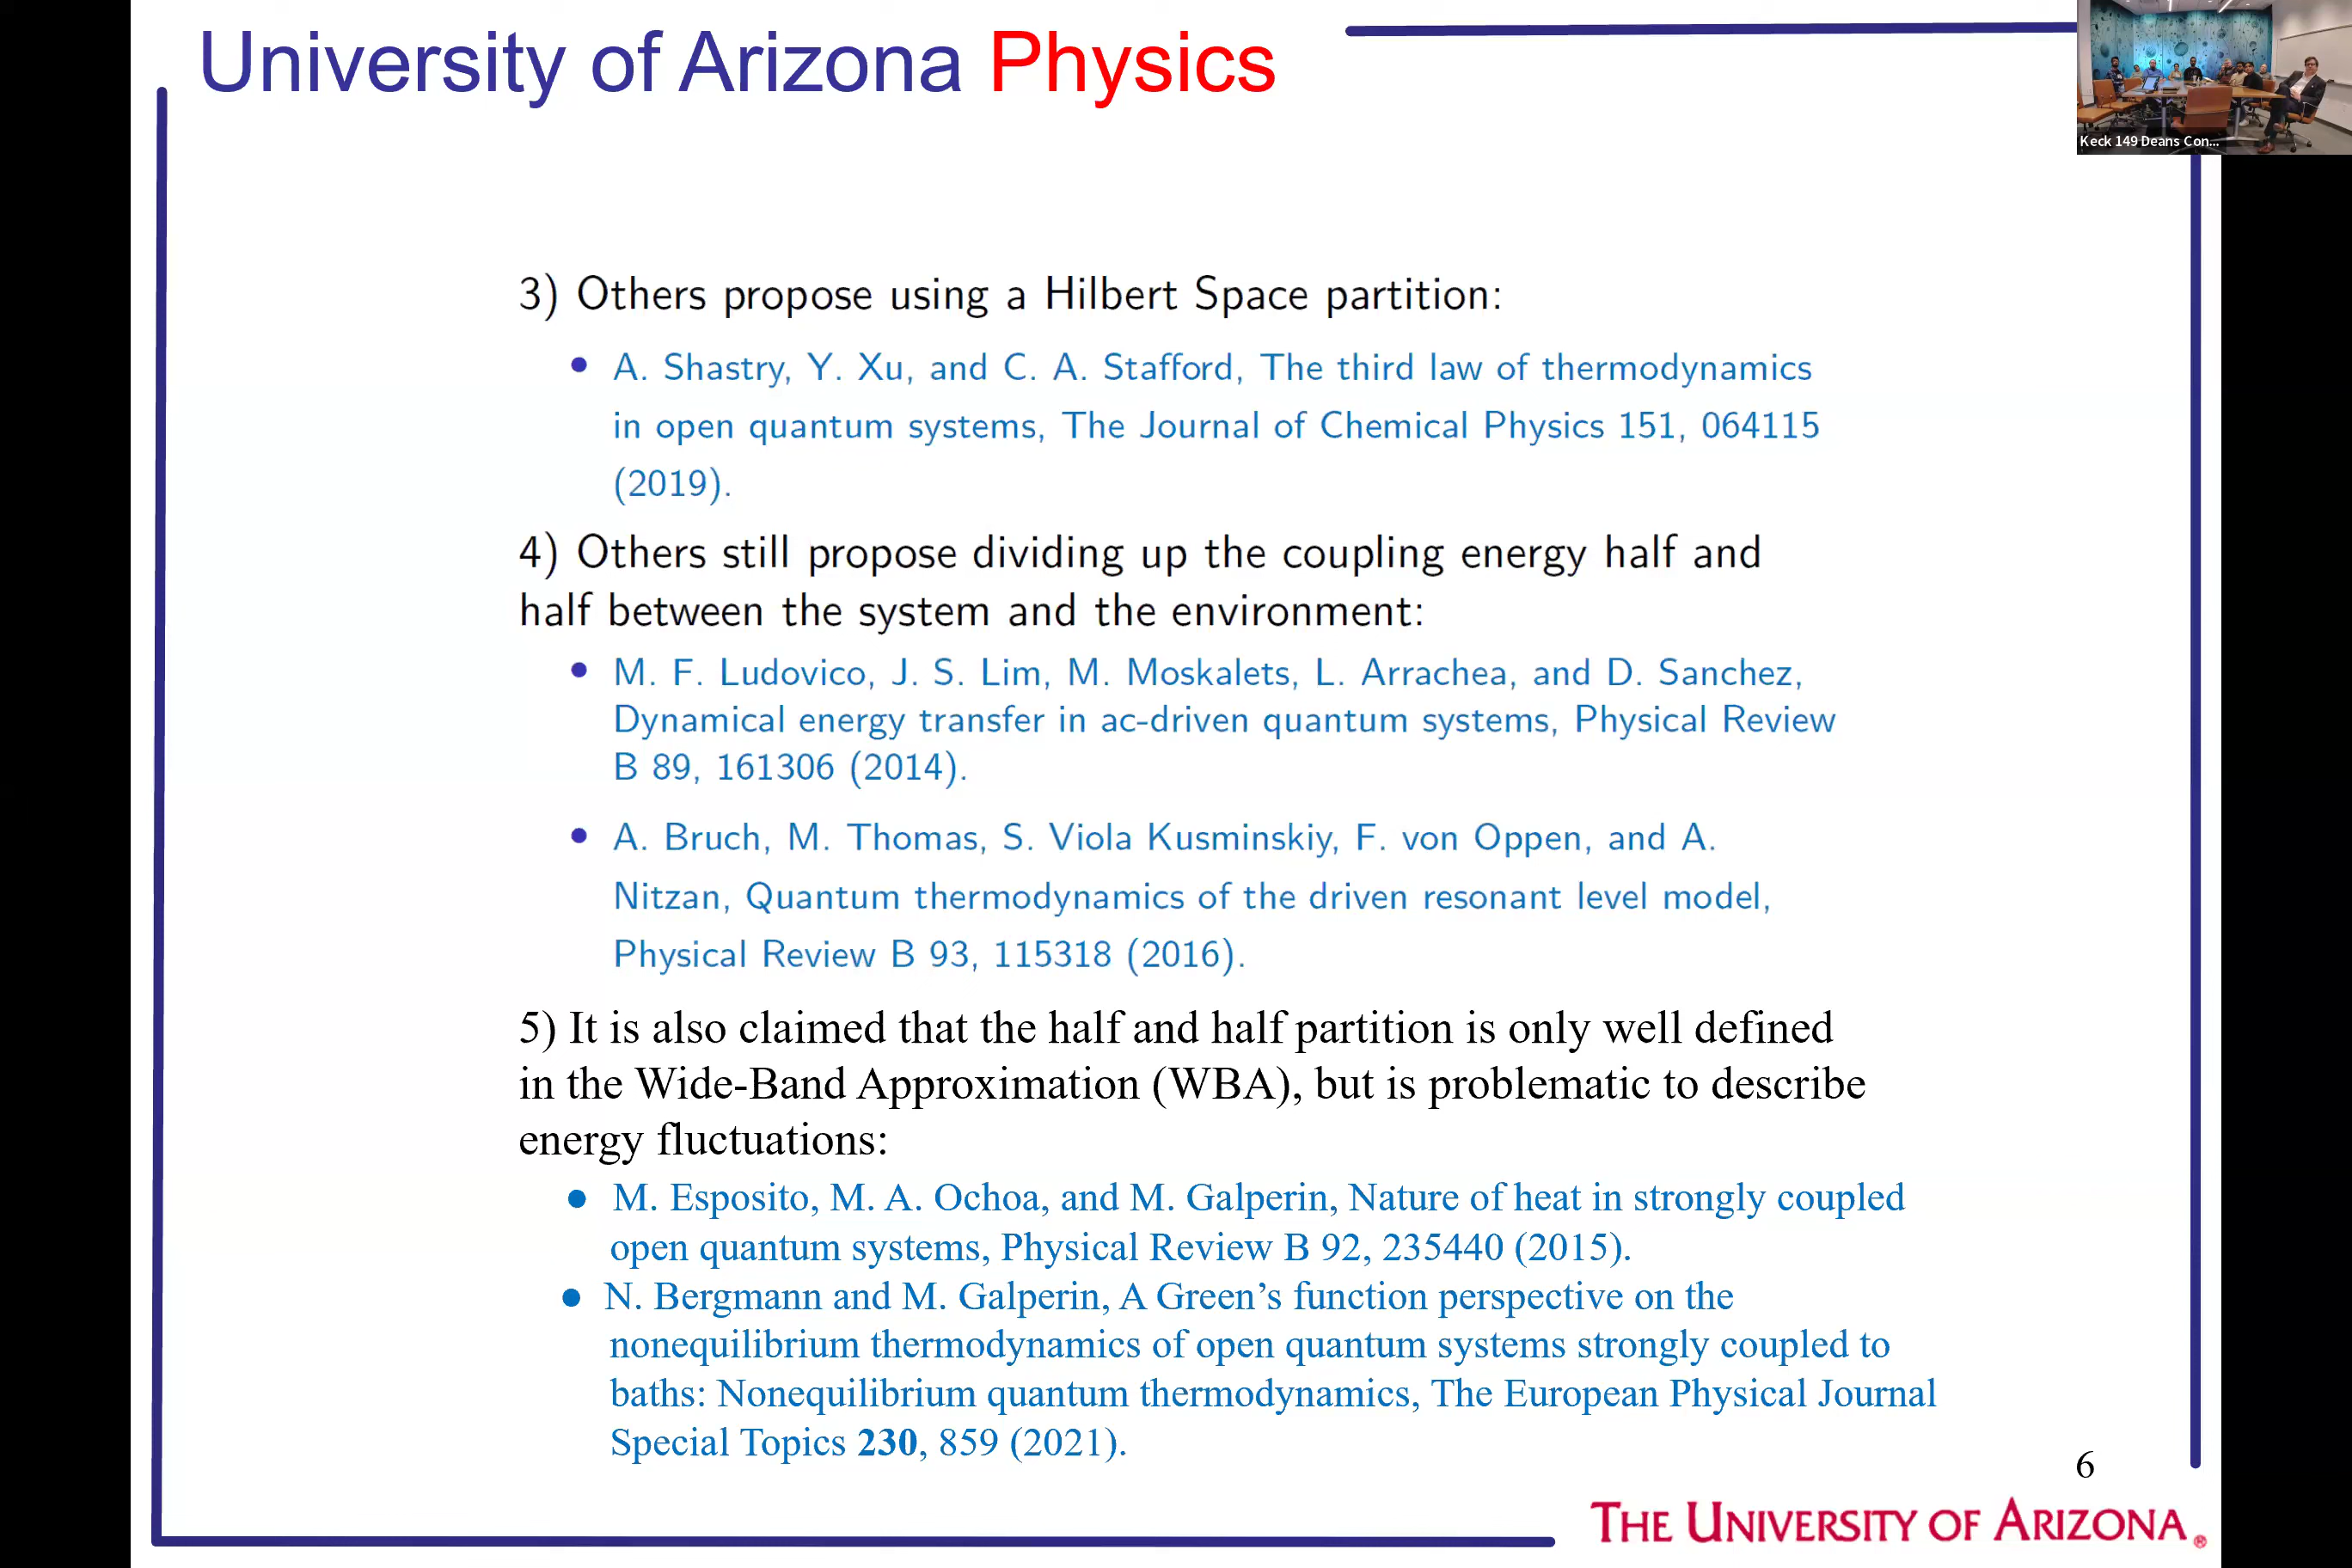 University of Arizona Physics
Keck 149 Deans Con...
3) Others propose using a Hilbert Space partition:
• A. Shastry, Y. Xu, and C. A. Stafford, The third law of thermodynamics
in open quantum systems, The Journal of Chemical Physics 151, 064115
(2019).
4) Others still propose dividing up the coupling energy half and
half between the system and the environment:
• M. F. Ludovico, J. S. Lim, M. Moskalets, L. Arrachea, and D. Sanchez,
Dynamical energy transfer in ac-driven quantum systems, Physical Review
B 89, 161306 (2014).
• A. Bruch, M. Thomas, S. Viola Kusminskiy, F. von Oppen, and A.
Nitzan, Quantum thermodynamics of the driven resonant level model,
Physical Review B 93, 115318 (2016).
5) It is also claimed that the half and half partition is only well defined
in the Wide-Band Approximation (WBA), but is problematic to describe
energy fluctuations:
• M. Esposito, M. A. Ochoa, and M. Galperin, Nature of heat in strongly coupled
open quantum systems, Physical Review B 92, 235440 (2015).
• N. Bergmann and M. Galperin, A Green’s function perspective on the
nonequilibrium thermodynamics of open quantum systems strongly coupled to
baths: Nonequilibrium quantum thermodynamics, The European Physical Journal
Special Topics 230, 859 (2021).
6
THE UNIVERSITY OF ARIZONA®